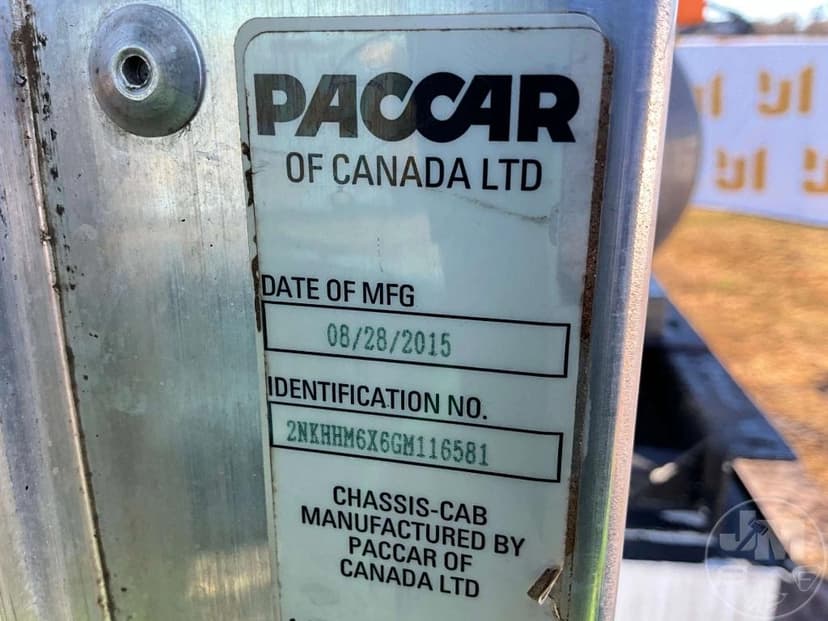 PACCAR
OF CANADA LTD
DATE OF MFG
08/28/2015
IDENTIFICATION NO.
2NKHHM6X6GM116581
CHASSIS-CAB
MANUFACTURED BY
PACCAR OF
CANADA LTD
JM